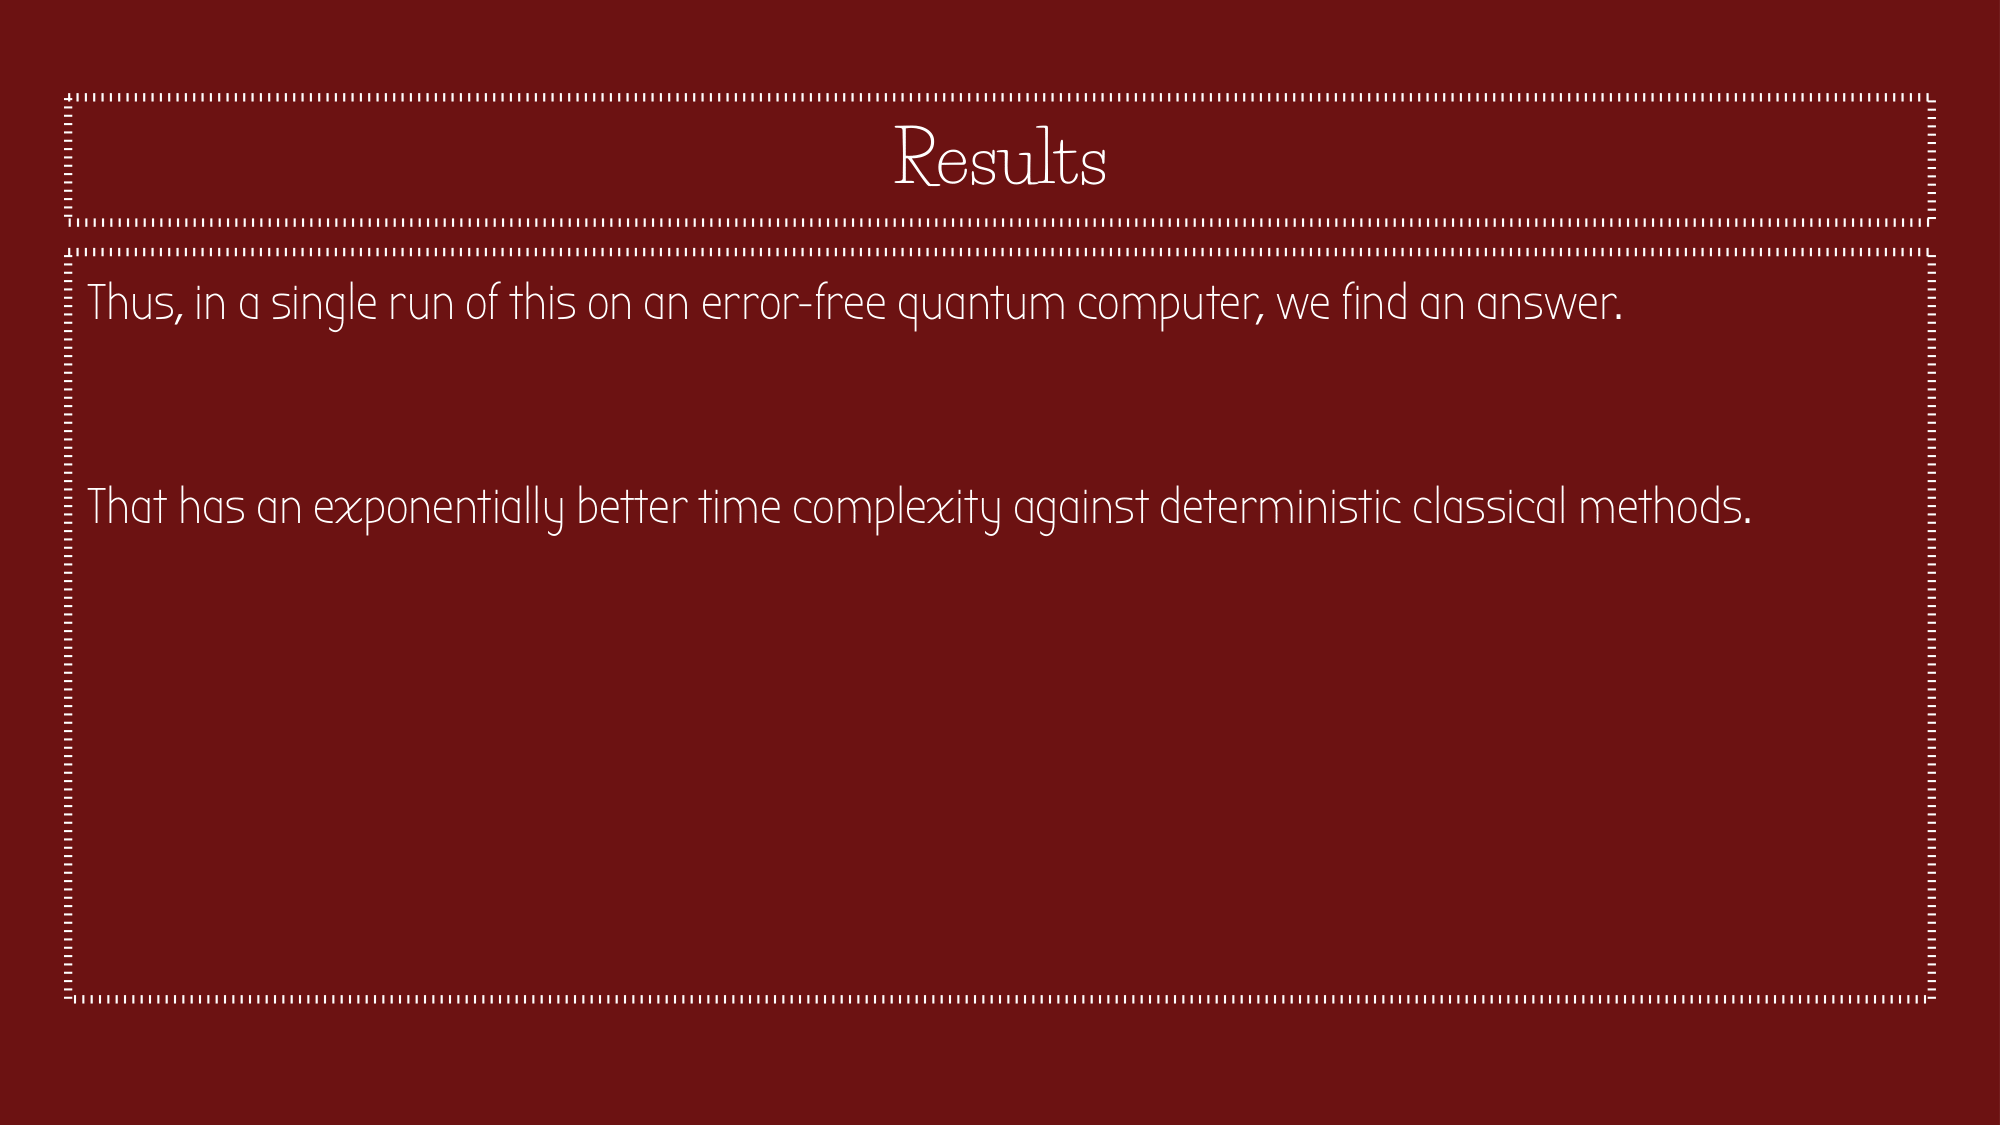 Results
Thus, in a single run of this on an error-free quantum computer, we find an answer.
That has an exponentially better time complexity against deterministic classical methods.